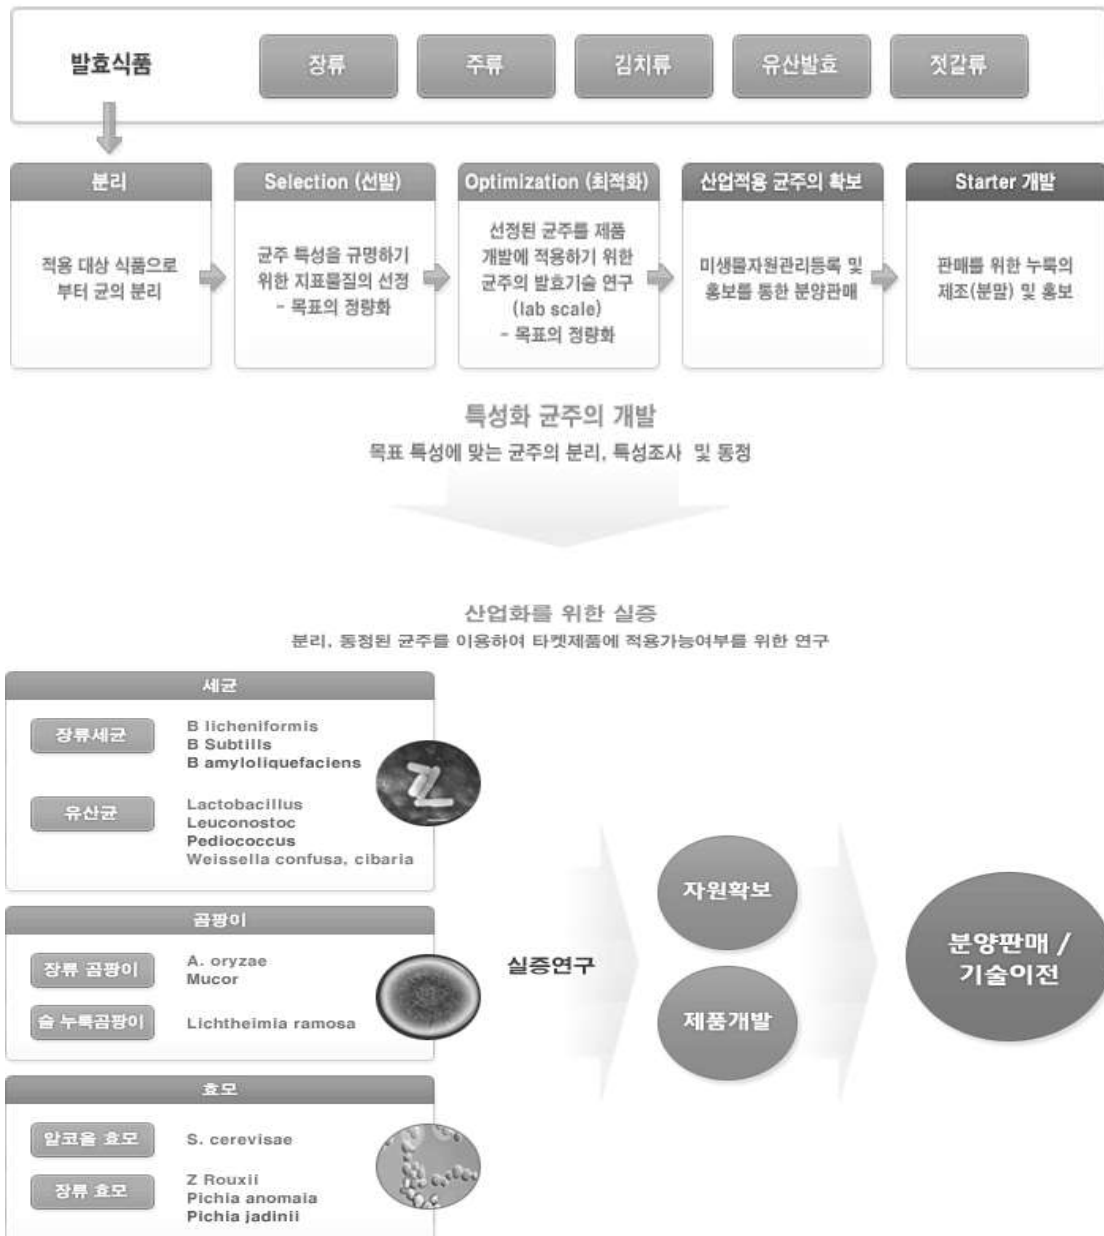 발효식품
장류
주류
김치류
유산발효
젓갈류
분리
적용 대상 식품으로
부터 균의 분리
Selection (선발)
균주 특성을 규명하기
위한 지표물질의 선정
- 목표의 정량화
Optimization (최적화)
선정된 균주를 제품
개발에 적용하기 위한
균주의 발효기술 연구
(lab scale)
- 목표의 정량화
산업적용 균주의 확보
미생물자원관리등록 및
홍보를 통한 분양판매
Starter 개발
판매를 위한 누룩의
제조(분말) 및 홍보
특성화 균주의 개발
목표 특성에 맞는 균주의 분리, 특성조사 및 동정
산업화를 위한 실증
분리, 동정된 균주를 이용하여 타켓제품에 적용가능여부를 위한 연구
세균
장류세균
B licheniformis
B Subtills
B amyloliquefaciens
유산균
Lactobacillus
Leuconostoc
Pediococcus
Weissella confusa, cibaria
곰팡이
장류 곰팡이
A. oryzae
Mucor
술 누룩곰팡이
Lichtheimia ramosa
효모
알코올 효모
S. cerevisae
장류 효모
Z Rouxii
Pichia anomaia
Pichia jadinii
실증연구
자원확보
제품개발
분양판매 /
기술이전